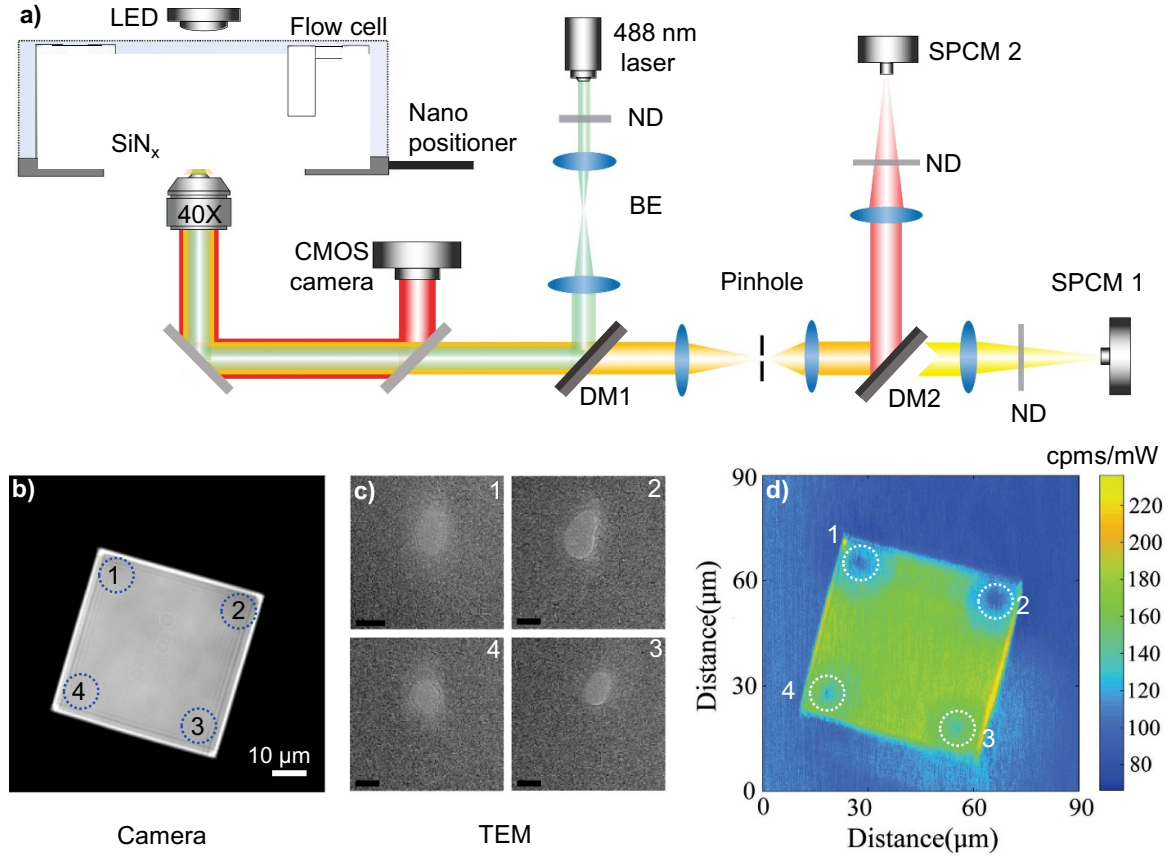 a)
LED
Flow cell
488 nm
laser
SPCM 2
ND
Nano
positioner
SiNx
ND
BE
40X
CMOS
camera
Pinhole
SPCM 1
DM1
DM2
ND
b)
1
2
3
4
10 µm
Camera
c)
1
2
4
3
TEM
d)
cpms/mW
90
60
30
0
0
30
60
90
Distance(µm)
Distance(µm)
1
2
3
4
220
200
180
160
140
120
100
80